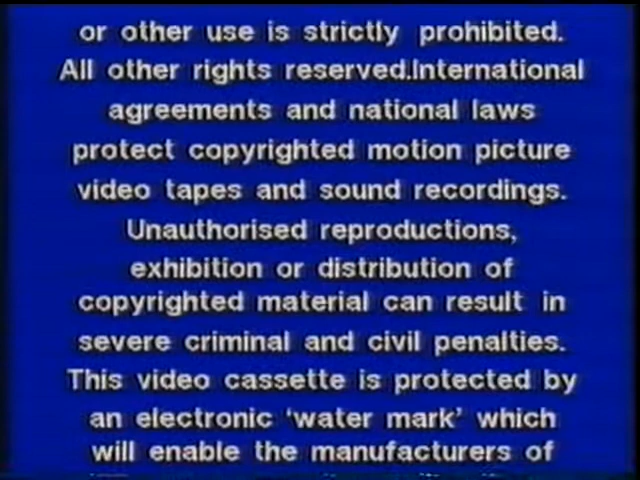 or other use is strictly prohibited.
All other rights reserved.International
agreements and national laws
protect copyrighted motion picture
video tapes and sound recordings.
Unauthorised reproductions,
exhibition or distribution of
copyrighted material can result in
severe criminal and civil penalties.
This video cassette is protected by
an electronic ‘water mark’ which
will enable the manufacturers of